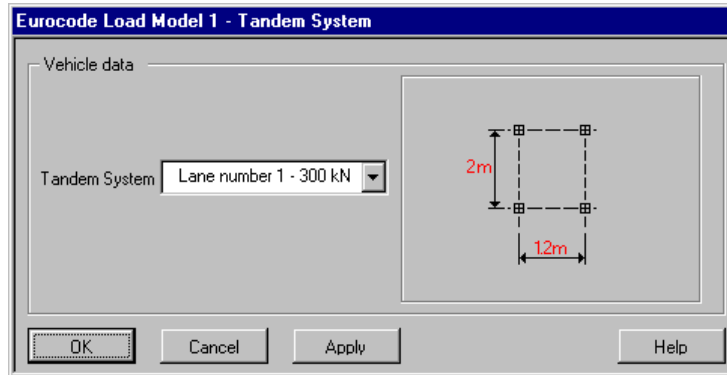 Eurocode Load Model 1 - Tandem System
Vehicle data
Tandem System
Lane number 1 - 300 kN
2m
1.2m
OK
Cancel
Apply
Help